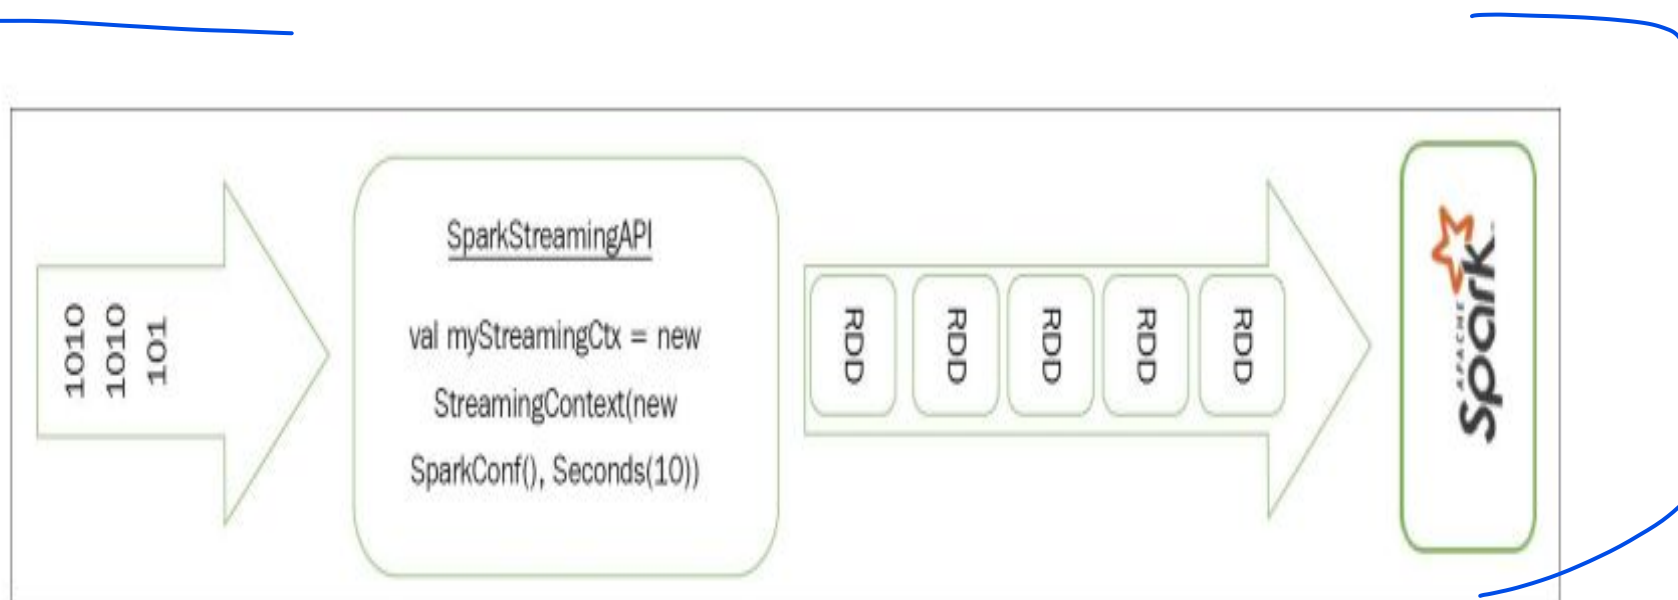 1010
1010
101
SparkStreamingAPI
val myStreamingCtx = new
StreamingContext(new
SparkConf(), Seconds(10))
RDD
RDD
RDD
RDD
RDD
APACHE
Spark